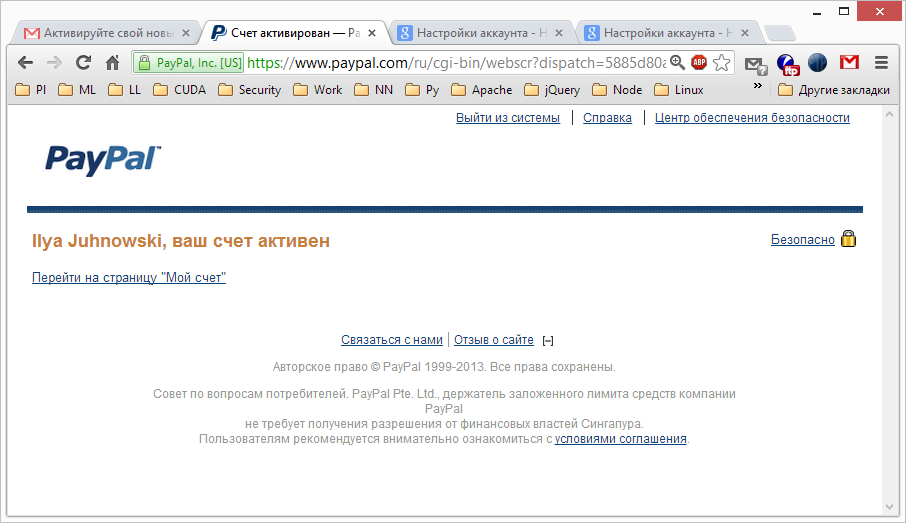 Активируйте свой новы
Счет активирован — Pa
Настройки аккаунта - H
Настройки аккаунта - H
PayPal, Inc. [US] https://www.paypal.com/ru/cgi-bin/webscr?dispatch=5885d80a
ABP
ftp
PI ML LL CUDA Security Work NN Py Apache jQuery Node Linux » Другие закладки
Выйти из системы | Справка | Центр обеспечения безопасности
PayPal™
Ilya Juhnowski, ваш счет активен
Безопасно
Перейти на страницу "Мой счет"
Связаться с нами | Отзыв о сайте [–]
Авторское право © PayPal 1999-2013. Все права сохранены.
Совет по вопросам потребителей. PayPal Pte. Ltd., держатель заложенного лимита средств компании
PayPal
не требует получения разрешения от финансовых властей Сингапура.
Пользователям рекомендуется внимательно ознакомиться с условиями соглашения.